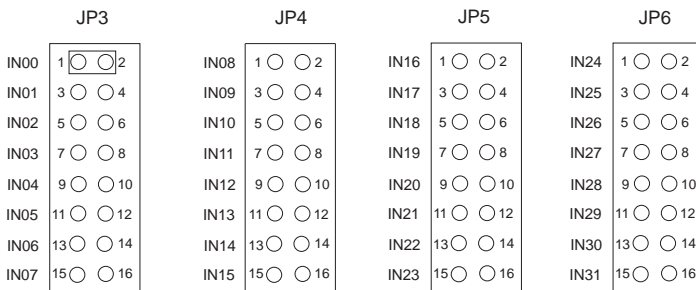 JP3 JP4 JP5 JP6
IN00 1 2 IN08 1 2 IN16 1 2 IN24 1 2
IN01 3 4 IN09 3 4 IN17 3 4 IN25 3 4
IN02 5 6 IN10 5 6 IN18 5 6 IN26 5 6
IN03 7 8 IN11 7 8 IN19 7 8 IN27 7 8
IN04 9 10 IN12 9 10 IN20 9 10 IN28 9 10
IN05 11 12 IN13 11 12 IN21 11 12 IN29 11 12
IN06 13 14 IN14 13 14 IN22 13 14 IN30 13 14
IN07 15 16 IN15 15 16 IN23 15 16 IN31 15 16